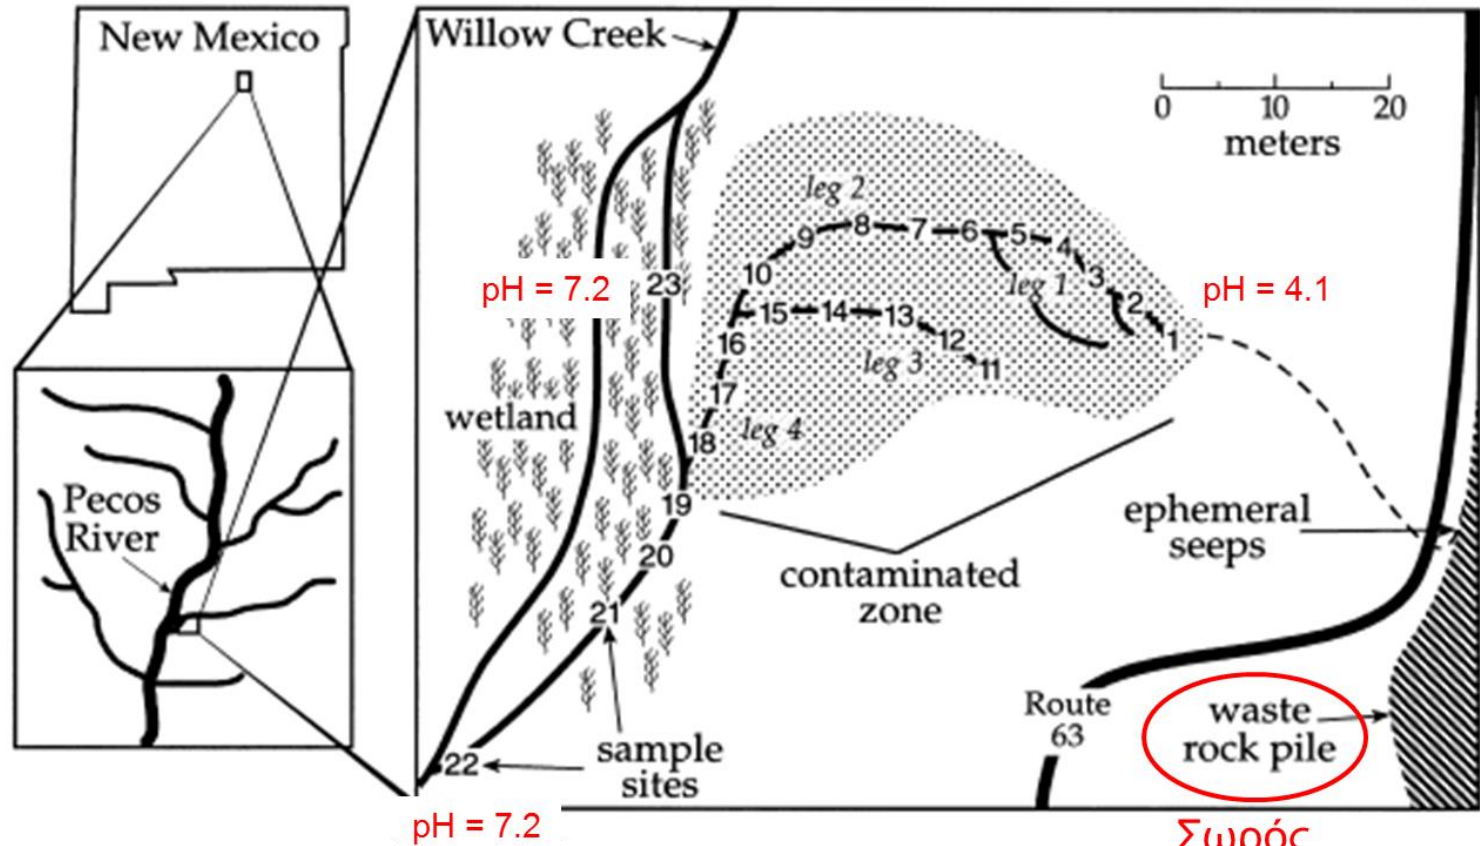 New Mexico
Willow Creek
0 10 20
meters
leg 2
9 8 7 6 5 4
3
10
leg 1
2
1
pH = 7.2
23
pH = 4.1
15 14 13
12
11
16
leg 3
17
wetland
18
leg 4
19
Pecos
River
20
ephemeral
seeps
contaminated
zone
21
Route
63
waste
rock pile
sample
sites
22
pH = 7.2
Σωρός